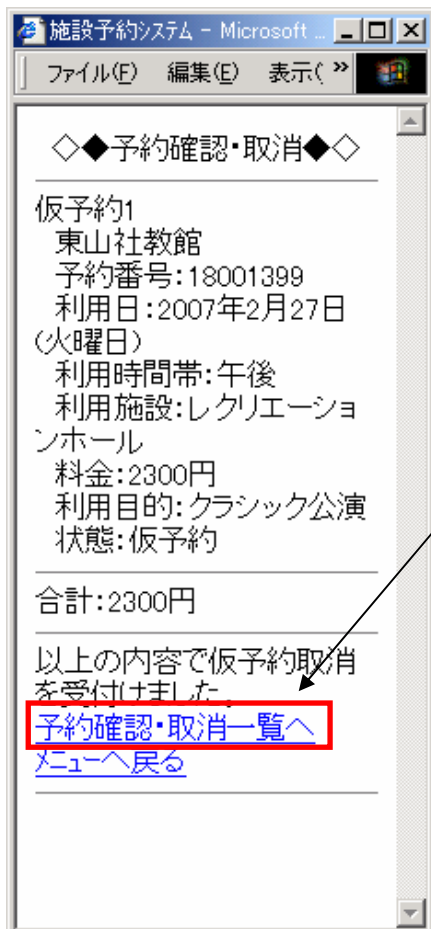 施設予約システム - Microsoft ...
ファイル(F) 編集(E) 表示( »
◇◆予約確認・取消◆◇
仮予約1
東山社教館
予約番号:18001399
利用日:2007年2月27日
(火曜日)
利用時間帯:午後
利用施設:レクリエーショ
ンホール
料金:2300円
利用目的:クラシック公演
状態:仮予約
合計:2300円
以上の内容で仮予約取消
を受付けました。
予約確認・取消一覧へ
メニューへ戻る